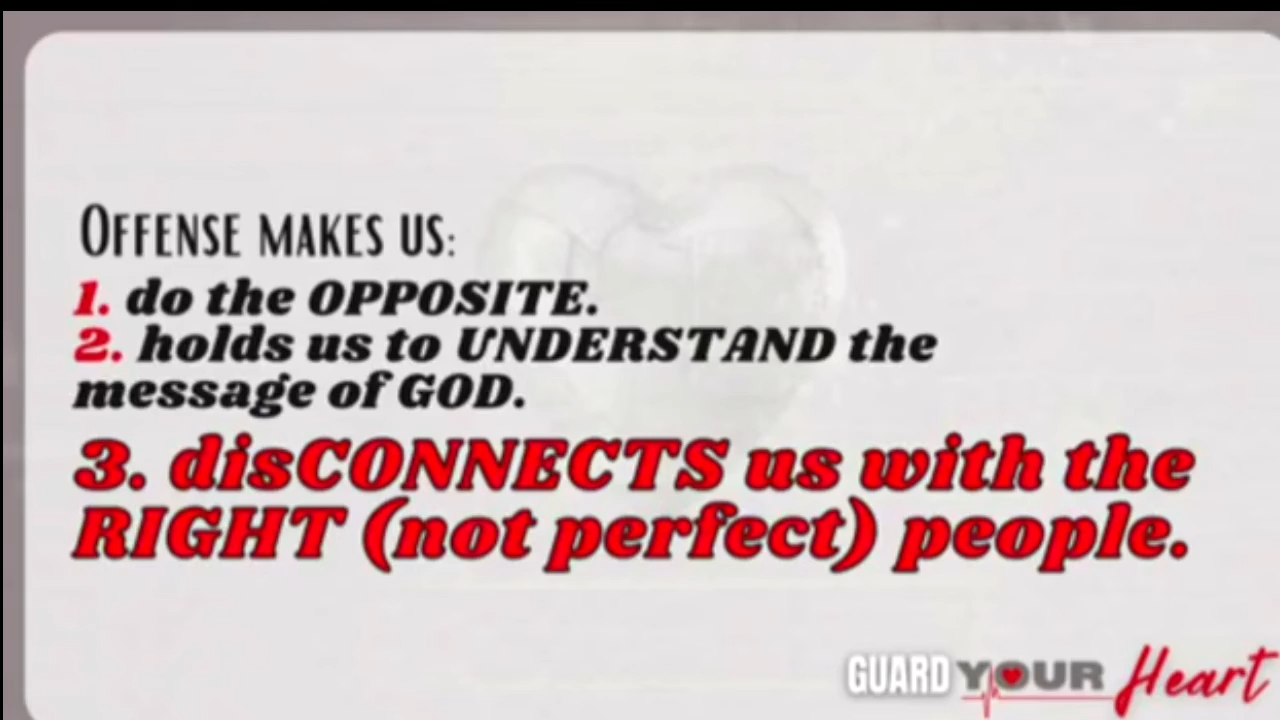 OFFENSE MAKES US:
1. do the OPPOSITE.
2. holds us to UNDERSTAND the
message of GOD.
3. disCONNECTS us with the
RIGHT (not perfect) people.
GUARD YOUR Heart